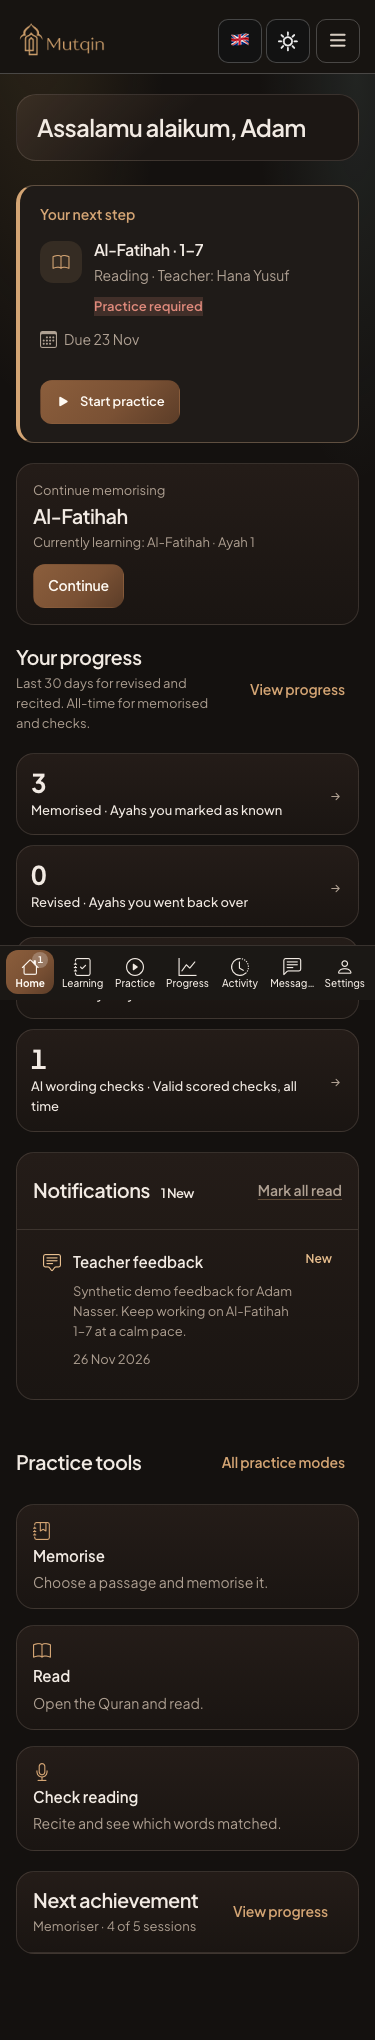 Mutqin
Assalamu alaikum, Adam
Your next step
Al-Fatihah · 1–7
Reading · Teacher: Hana Yusuf
Practice required
Due 23 Nov
Start practice
Continue memorising
Al-Fatihah
Currently learning: Al-Fatihah · Ayah 1
Continue
Your progress
Last 30 days for revised and
recited. All-time for memorised
and checks.
View progress
3
Memorised · Ayahs you marked as known
→
0
Revised · Ayahs you went back over
→
1
Home
Learning
Practice
Progress
Activity
Messag...
Settings
1
AI wording checks · Valid scored checks, all
time
→
Notifications 1 New
Mark all read
Teacher feedback
New
Synthetic demo feedback for Adam
Nasser. Keep working on Al-Fatihah
1–7 at a calm pace.
26 Nov 2026
Practice tools
All practice modes
Memorise
Choose a passage and memorise it.
Read
Open the Quran and read.
Check reading
Recite and see which words matched.
Next achievement
Memoriser · 4 of 5 sessions
View progress